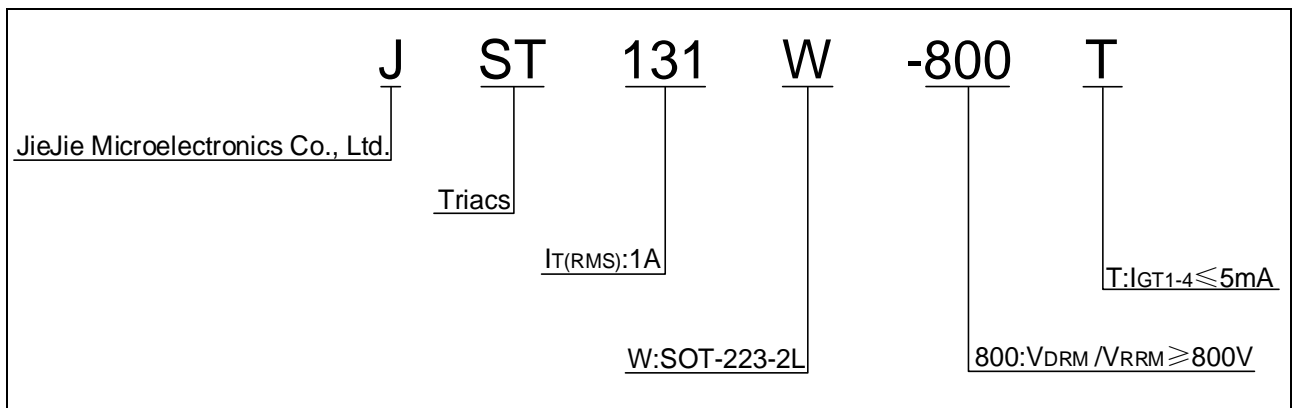 J ST 131 W -800 T
JieJie Microelectronics Co., Ltd.
Triacs
IT(RMS):1A
T:IGT1-4≤5mA
W:SOT-223-2L
800:VDRM /VRRM≥800V